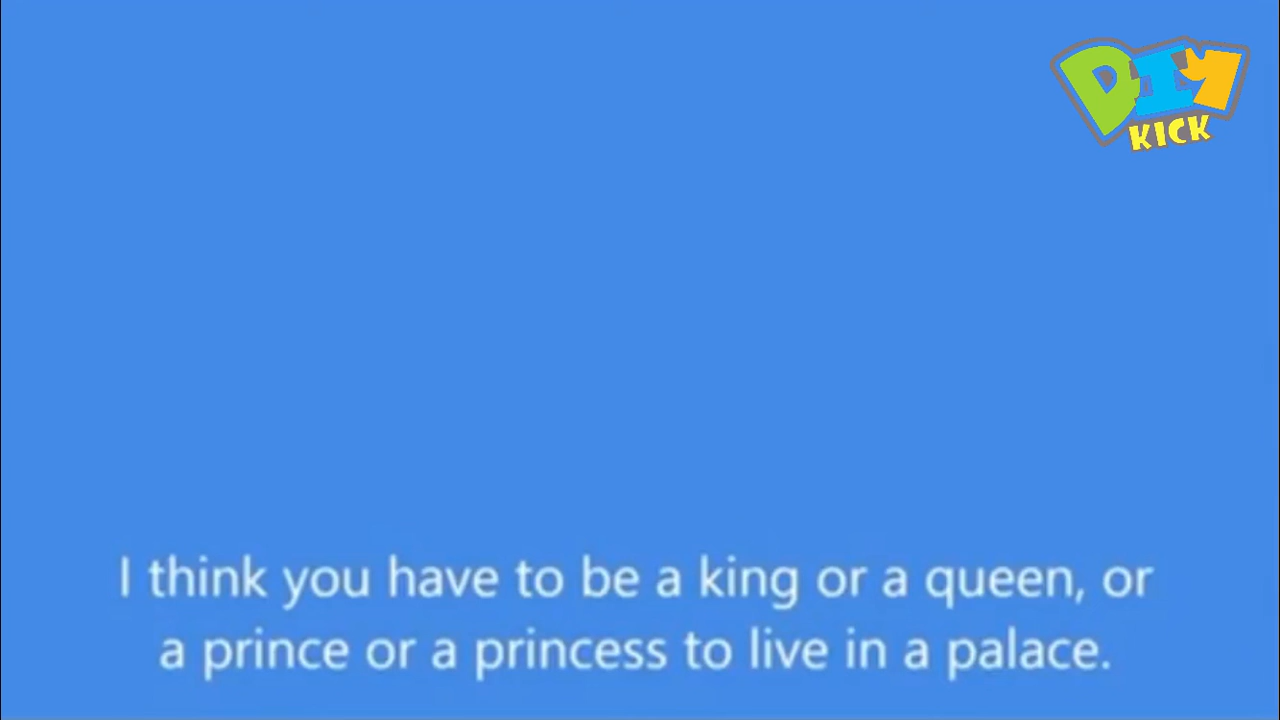 DIY
KICK
I think you have to be a king or a queen, or
a prince or a princess to live in a palace.